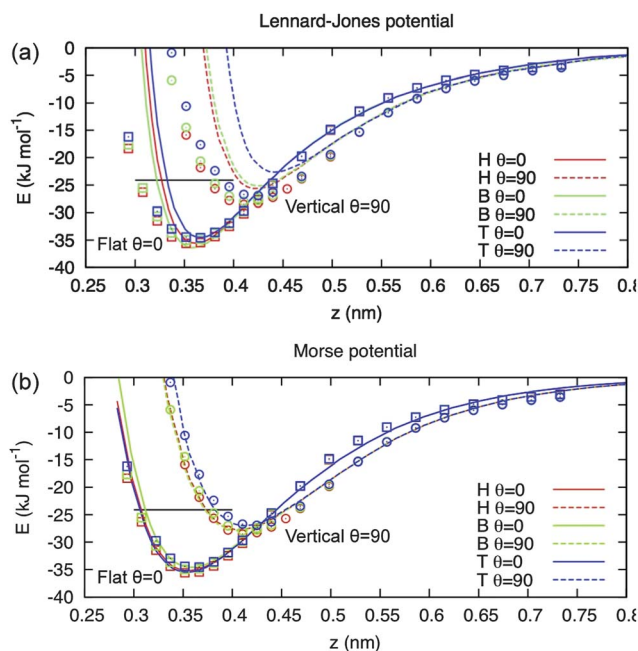 Lennard-Jones potential
(a)
0
-5
-10
-15
-20
-25
-30
-35
-40
E (kJ mol⁻¹)
H θ=0
H θ=90
B θ=0
B θ=90
T θ=0
T θ=90
Vertical θ=90
Flat θ=0
0.25 0.3 0.35 0.4 0.45 0.5 0.55 0.6 0.65 0.7 0.75 0.8
z (nm)
Morse potential
(b)
0
-5
-10
-15
-20
-25
-30
-35
-40
E (kJ mol⁻¹)
H θ=0
H θ=90
B θ=0
B θ=90
T θ=0
T θ=90
Vertical θ=90
Flat θ=0
0.25 0.3 0.35 0.4 0.45 0.5 0.55 0.6 0.65 0.7 0.75 0.8
z (nm)